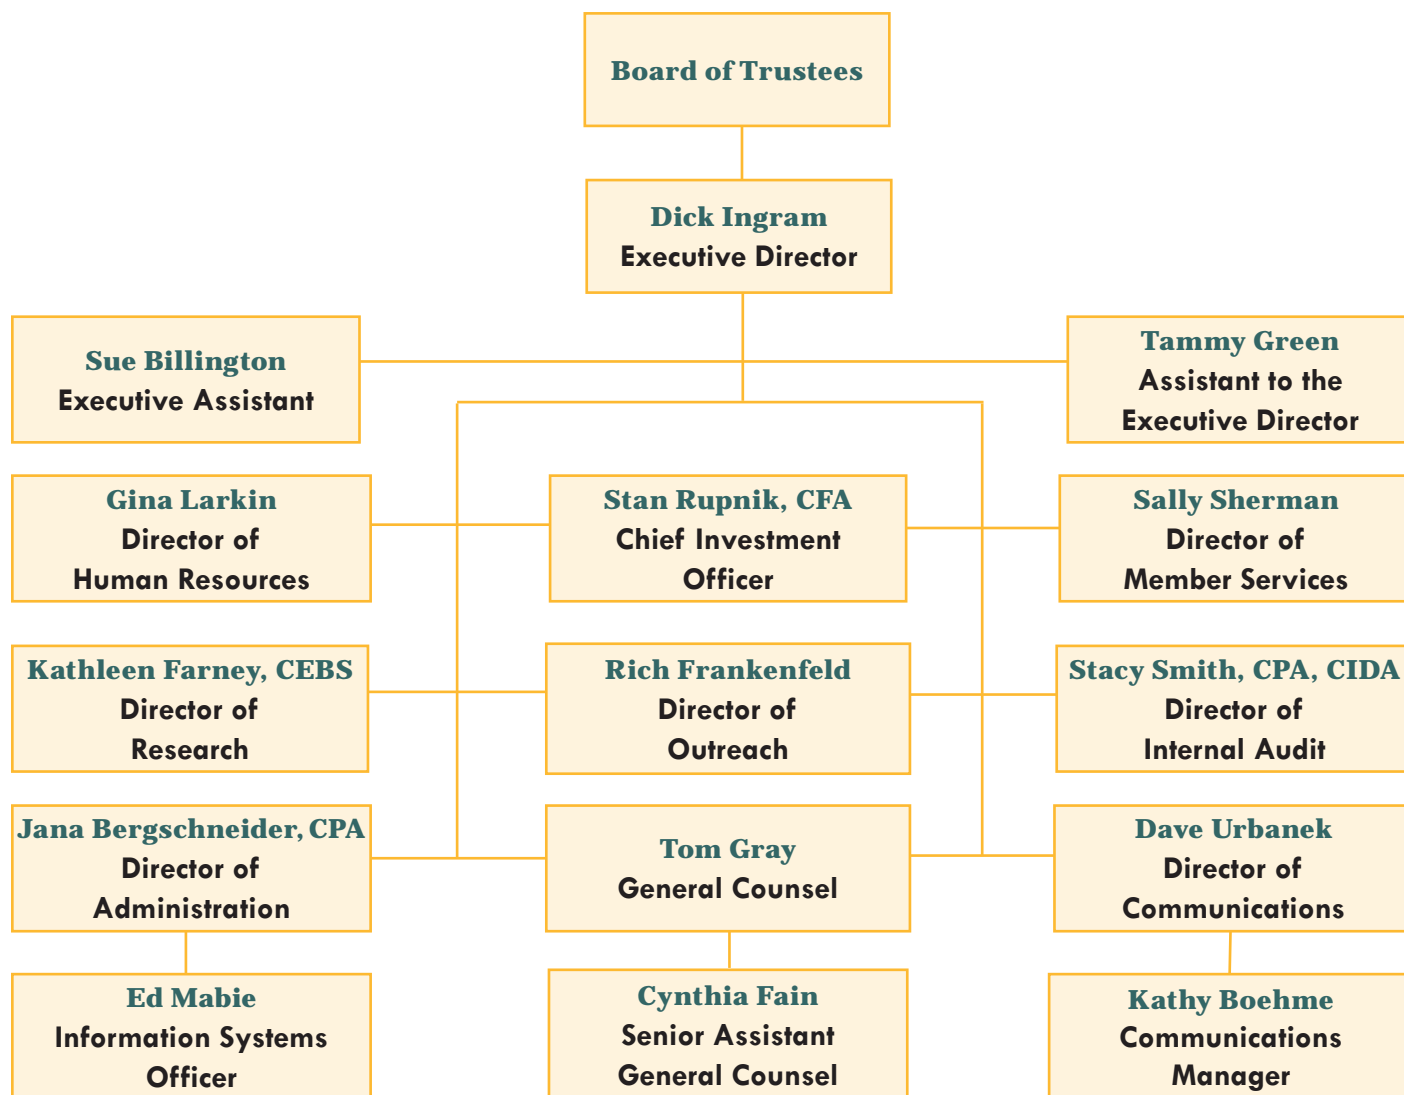 Board of Trustees
Dick Ingram
Executive Director
Sue Billington
Executive Assistant
Tammy Green
Assistant to the
Executive Director
Gina Larkin
Director of
Human Resources
Stan Rupnik, CFA
Chief Investment
Officer
Sally Sherman
Director of
Member Services
Kathleen Farney, CEBS
Director of
Research
Rich Frankenfeld
Director of
Outreach
Stacy Smith, CPA, CIDA
Director of
Internal Audit
Jana Bergschneider, CPA
Director of
Administration
Tom Gray
General Counsel
Dave Urbanek
Director of
Communications
Ed Mabie
Information Systems
Officer
Cynthia Fain
Senior Assistant
General Counsel
Kathy Boehme
Communications
Manager